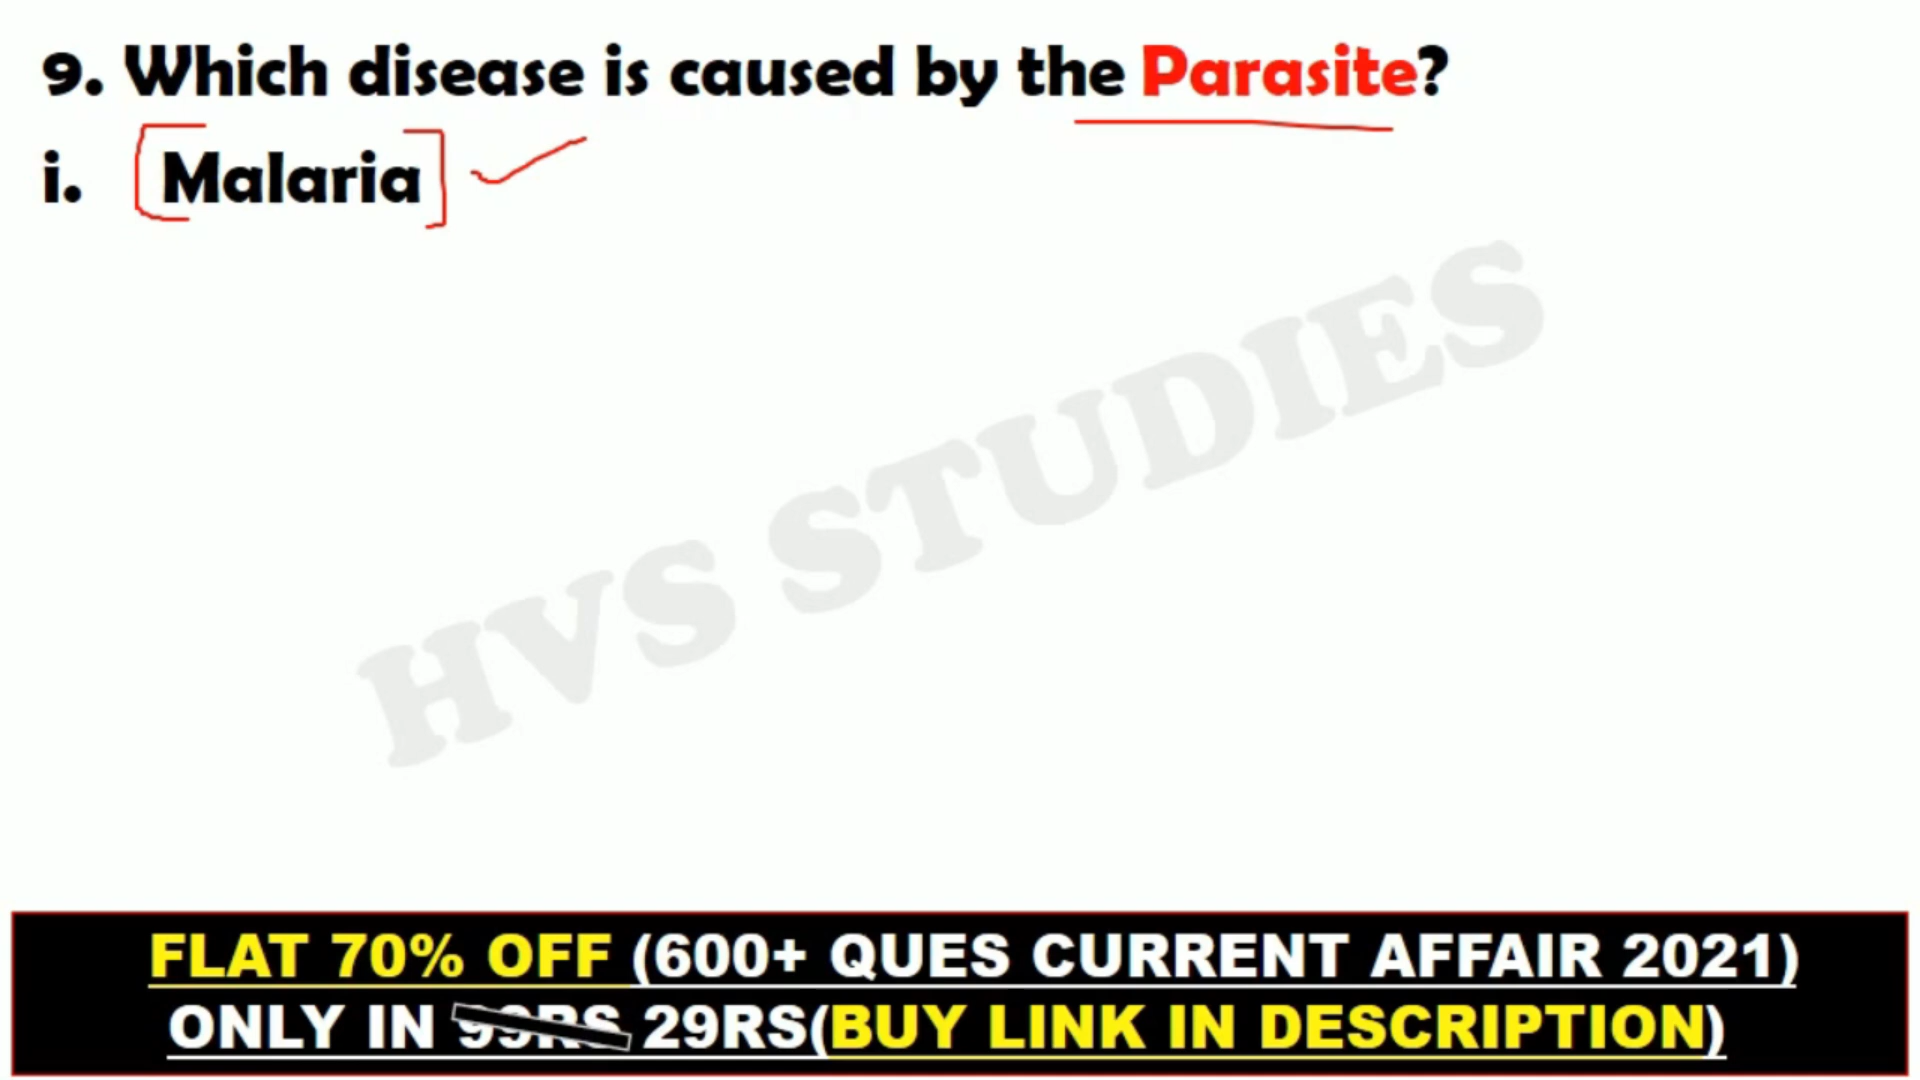 9. Which disease is caused by the Parasite?
i. Malaria
HVS STUDIES
FLAT 70% OFF (600+ QUES CURRENT AFFAIR 2021)
ONLY IN 99RS 29RS(BUY LINK IN DESCRIPTION)